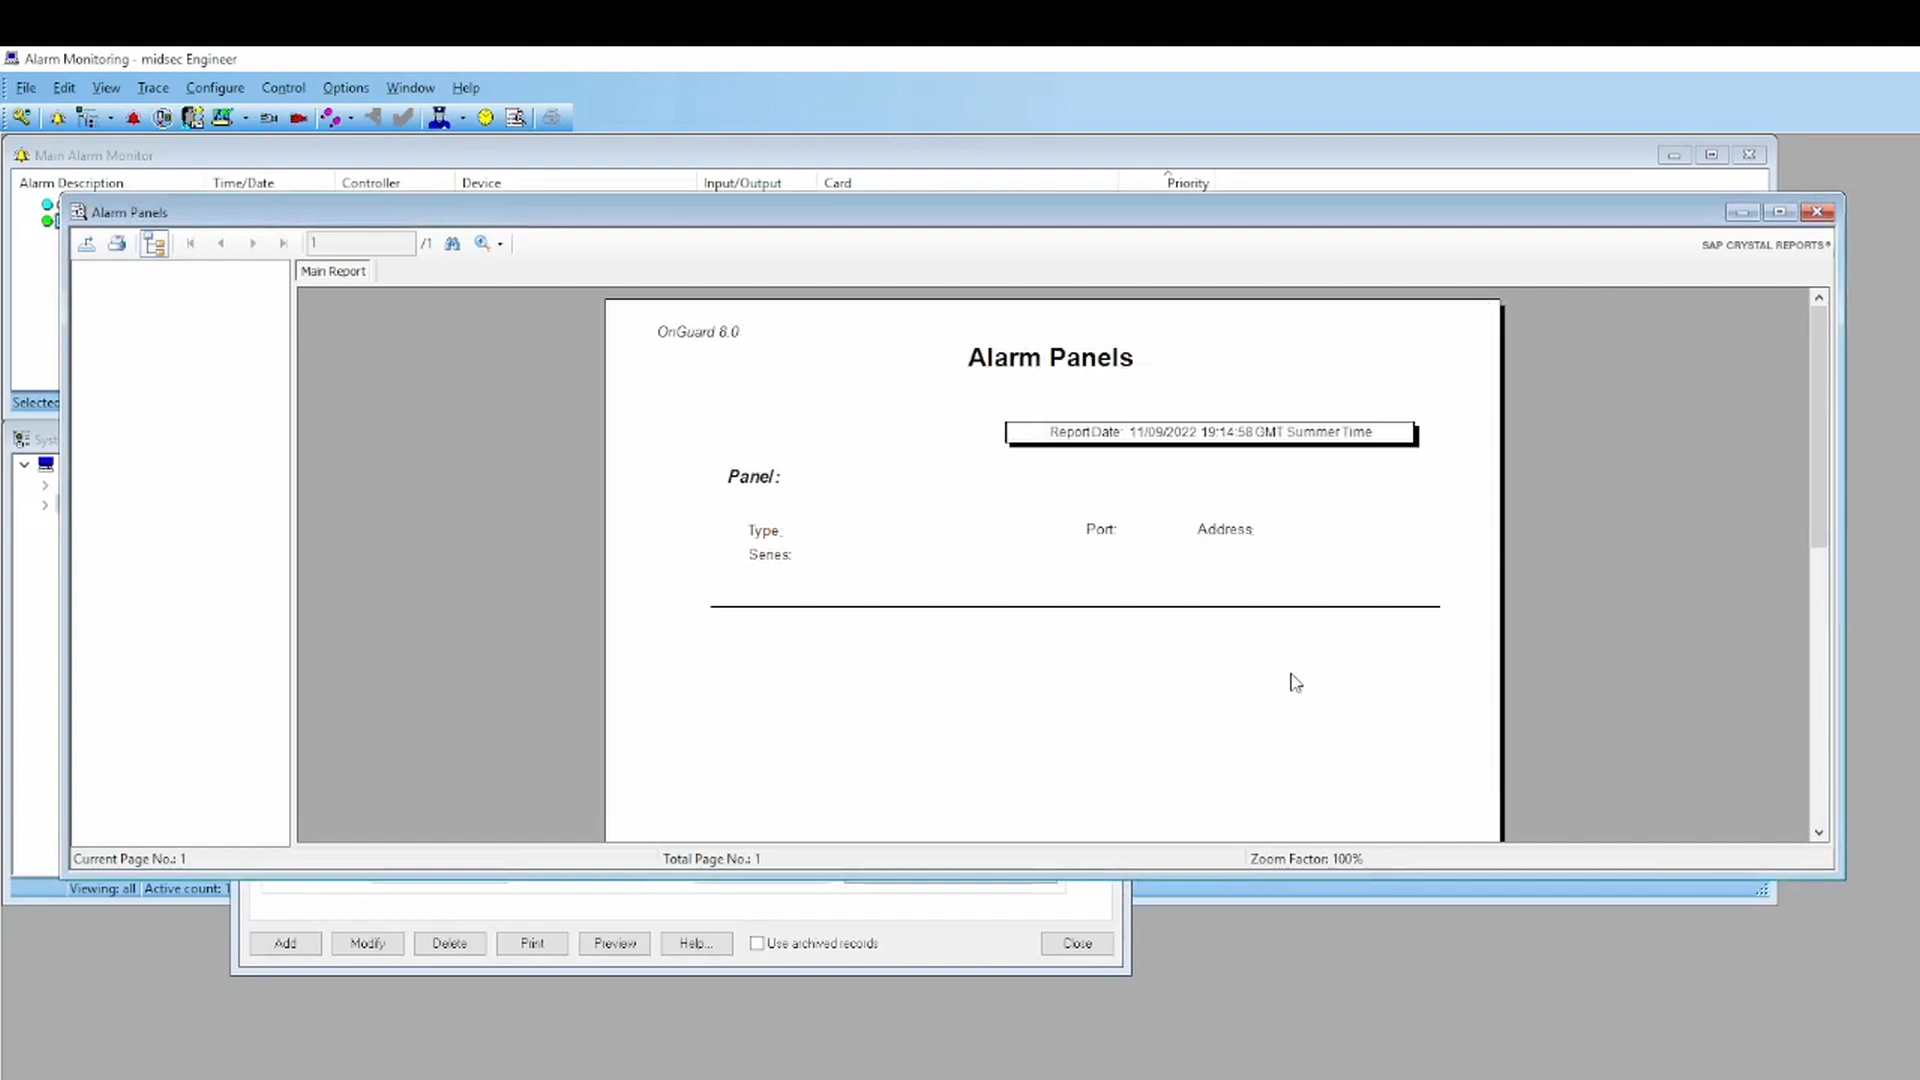 Alarm Monitoring - midsec Engineer
File Edit View Trace Configure Control Options Window Help
Main Alarm Monitor
Alarm Description Time/Date Controller Device Input/Output Card Priority
Alarm Panels
1 /1 SAP CRYSTAL REPORTS®
Main Report
OnGuard 8.0
Alarm Panels
Report Date: 11/09/2022 19:14:58 GMT Summer Time
Panel:
Type: Port: Address:
Series:
Selected
Syst
Current Page No.: 1 Total Page No.: 1 Zoom Factor: 100%
Viewing: all Active count: 1
Add Modify Delete Print Preview Help... Use archived records Close